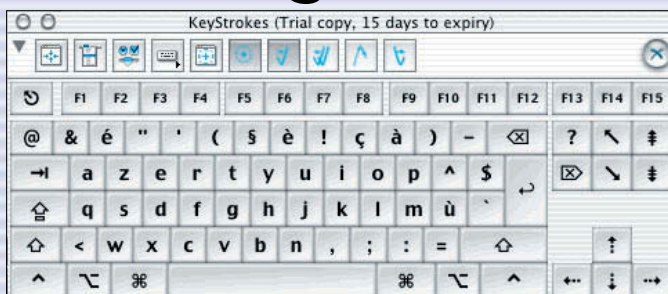 KeyStrokes (Trial copy, 15 days to expiry)
F1 F2 F3 F4 F5 F6 F7 F8 F9 F10 F11 F12 F13 F14 F15
@ & é " ' ( § è ! ç à ) - ?
a z e r t y u i o p ^ $
q s d f g h j k l m ù `
< w x c v b n , ; : =